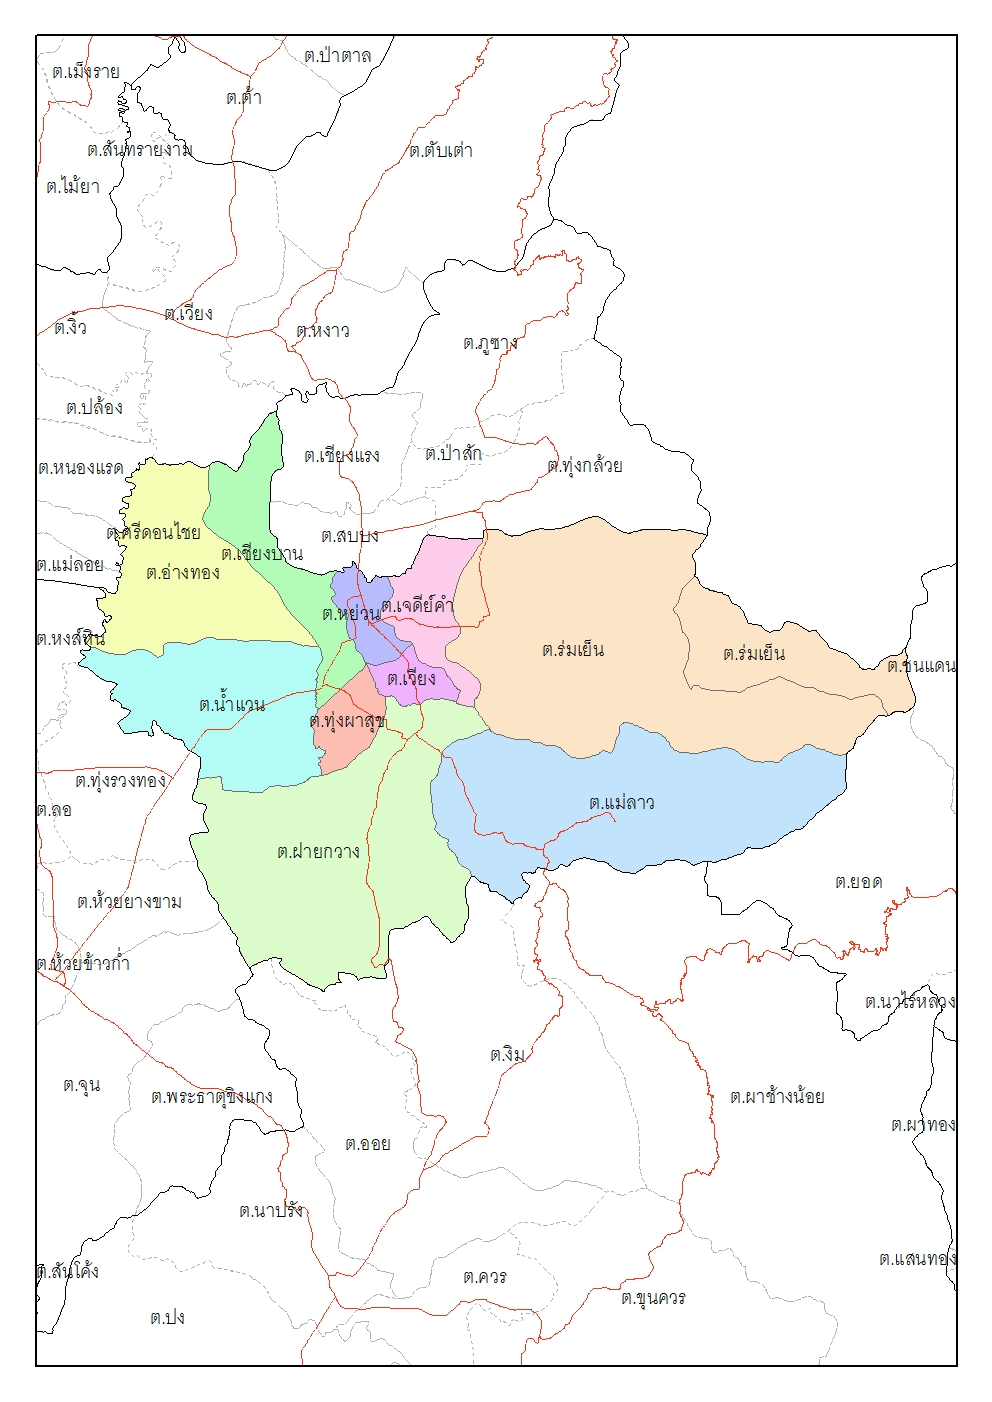 ต.ป่าตาล
ต.เม็งราย
ต.ต้า
ต.สันทรายงาม
ต.ตับเต่า
ต.ไม้ยา
ต.เวียง
ต.งิ้ว
ต.หงาว
ต.ภูซาง
ต.ปล้อง
ต.เชียงแรง
ต.ป่าสัก
ต.หนองแรด
ต.ทุ่งกล้วย
ต.ศรีดอนไชย
ต.สบบง
ต.เชียงบาน
ต.แม่ลอย
ต.อ่างทอง
ต.หย่วน
ต.เจดีย์คำ
ต.หงส์หิน
ต.ร่มเย็น
ต.ร่มเย็น
ต.ชนแดน
ต.เวียง
ต.น้ำแวน
ต.ทุ่งผาสุข
ต.ทุ่งรวงทอง
ต.ลอ
ต.แม่ลาว
ต.ฝายกวาง
ต.ยอด
ต.ห้วยยางขาม
ต.ห้วยข้าวก่ำ
ต.นาไร่หลวง
ต.งิม
ต.จุน
ต.พระธาตุขิงแกง
ต.ผาช้างน้อย
ต.ผาทอง
ต.ออย
ต.นาปรัง
ต.แสนทอง
ต.สันโค้ง
ต.ควร
ต.ขุนควร
ต.ปง